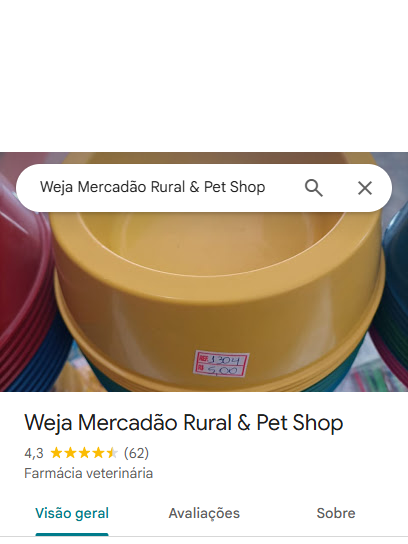 Weja Mercadão Rural & Pet Shop
REF 1304
R$ 5,00
Weja Mercadão Rural & Pet Shop
4,3 (62)
Farmácia veterinária
Visão geral Avaliações Sobre